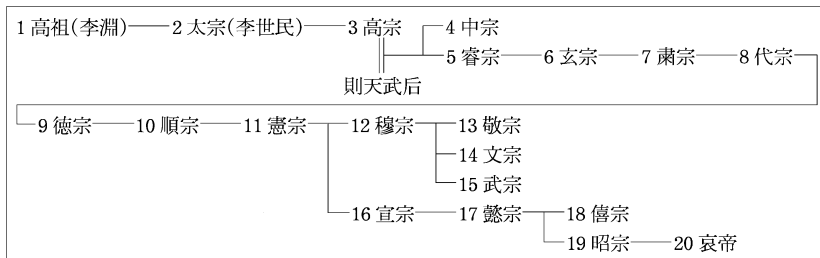 1 高祖(李淵) 2 太宗(李世民) 3 高宗 4 中宗
5 睿宗 6 玄宗 7 粛宗 8 代宗
則天武后
9 徳宗 10 順宗 11 憲宗 12 穆宗 13 敬宗
14 文宗
15 武宗
16 宣宗 17 懿宗 18 僖宗
19 昭宗 20 哀帝